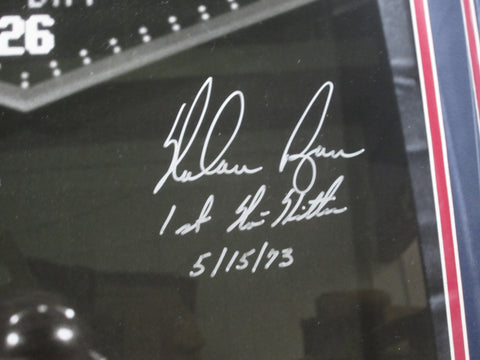 26
Nolan Ryan
1st No-Hitter
5/15/73